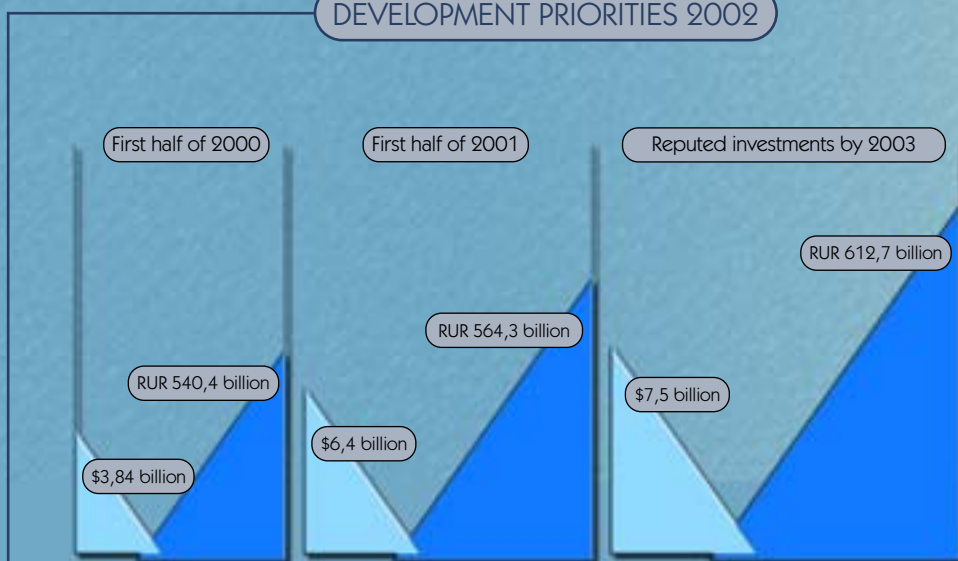 DEVELOPMENT PRIORITIES 2002
First half of 2000
First half of 2001
Reputed investments by 2003
RUR 612,7 billion
RUR 564,3 billion
RUR 540,4 billion
$7,5 billion
$6,4 billion
$3,84 billion